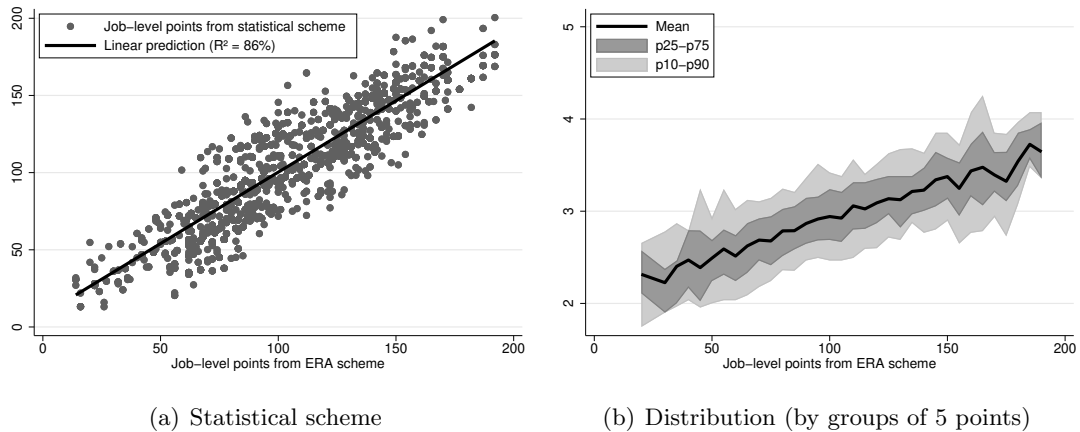 200
150
100
50
0
Job-level points from statistical scheme
Linear prediction (R² = 86%)
0 50 100 150 200
Job-level points from ERA scheme
(a) Statistical scheme
5
4
3
2
Mean
p25-p75
p10-p90
0 50 100 150 200
Job-level points from ERA scheme
(b) Distribution (by groups of 5 points)